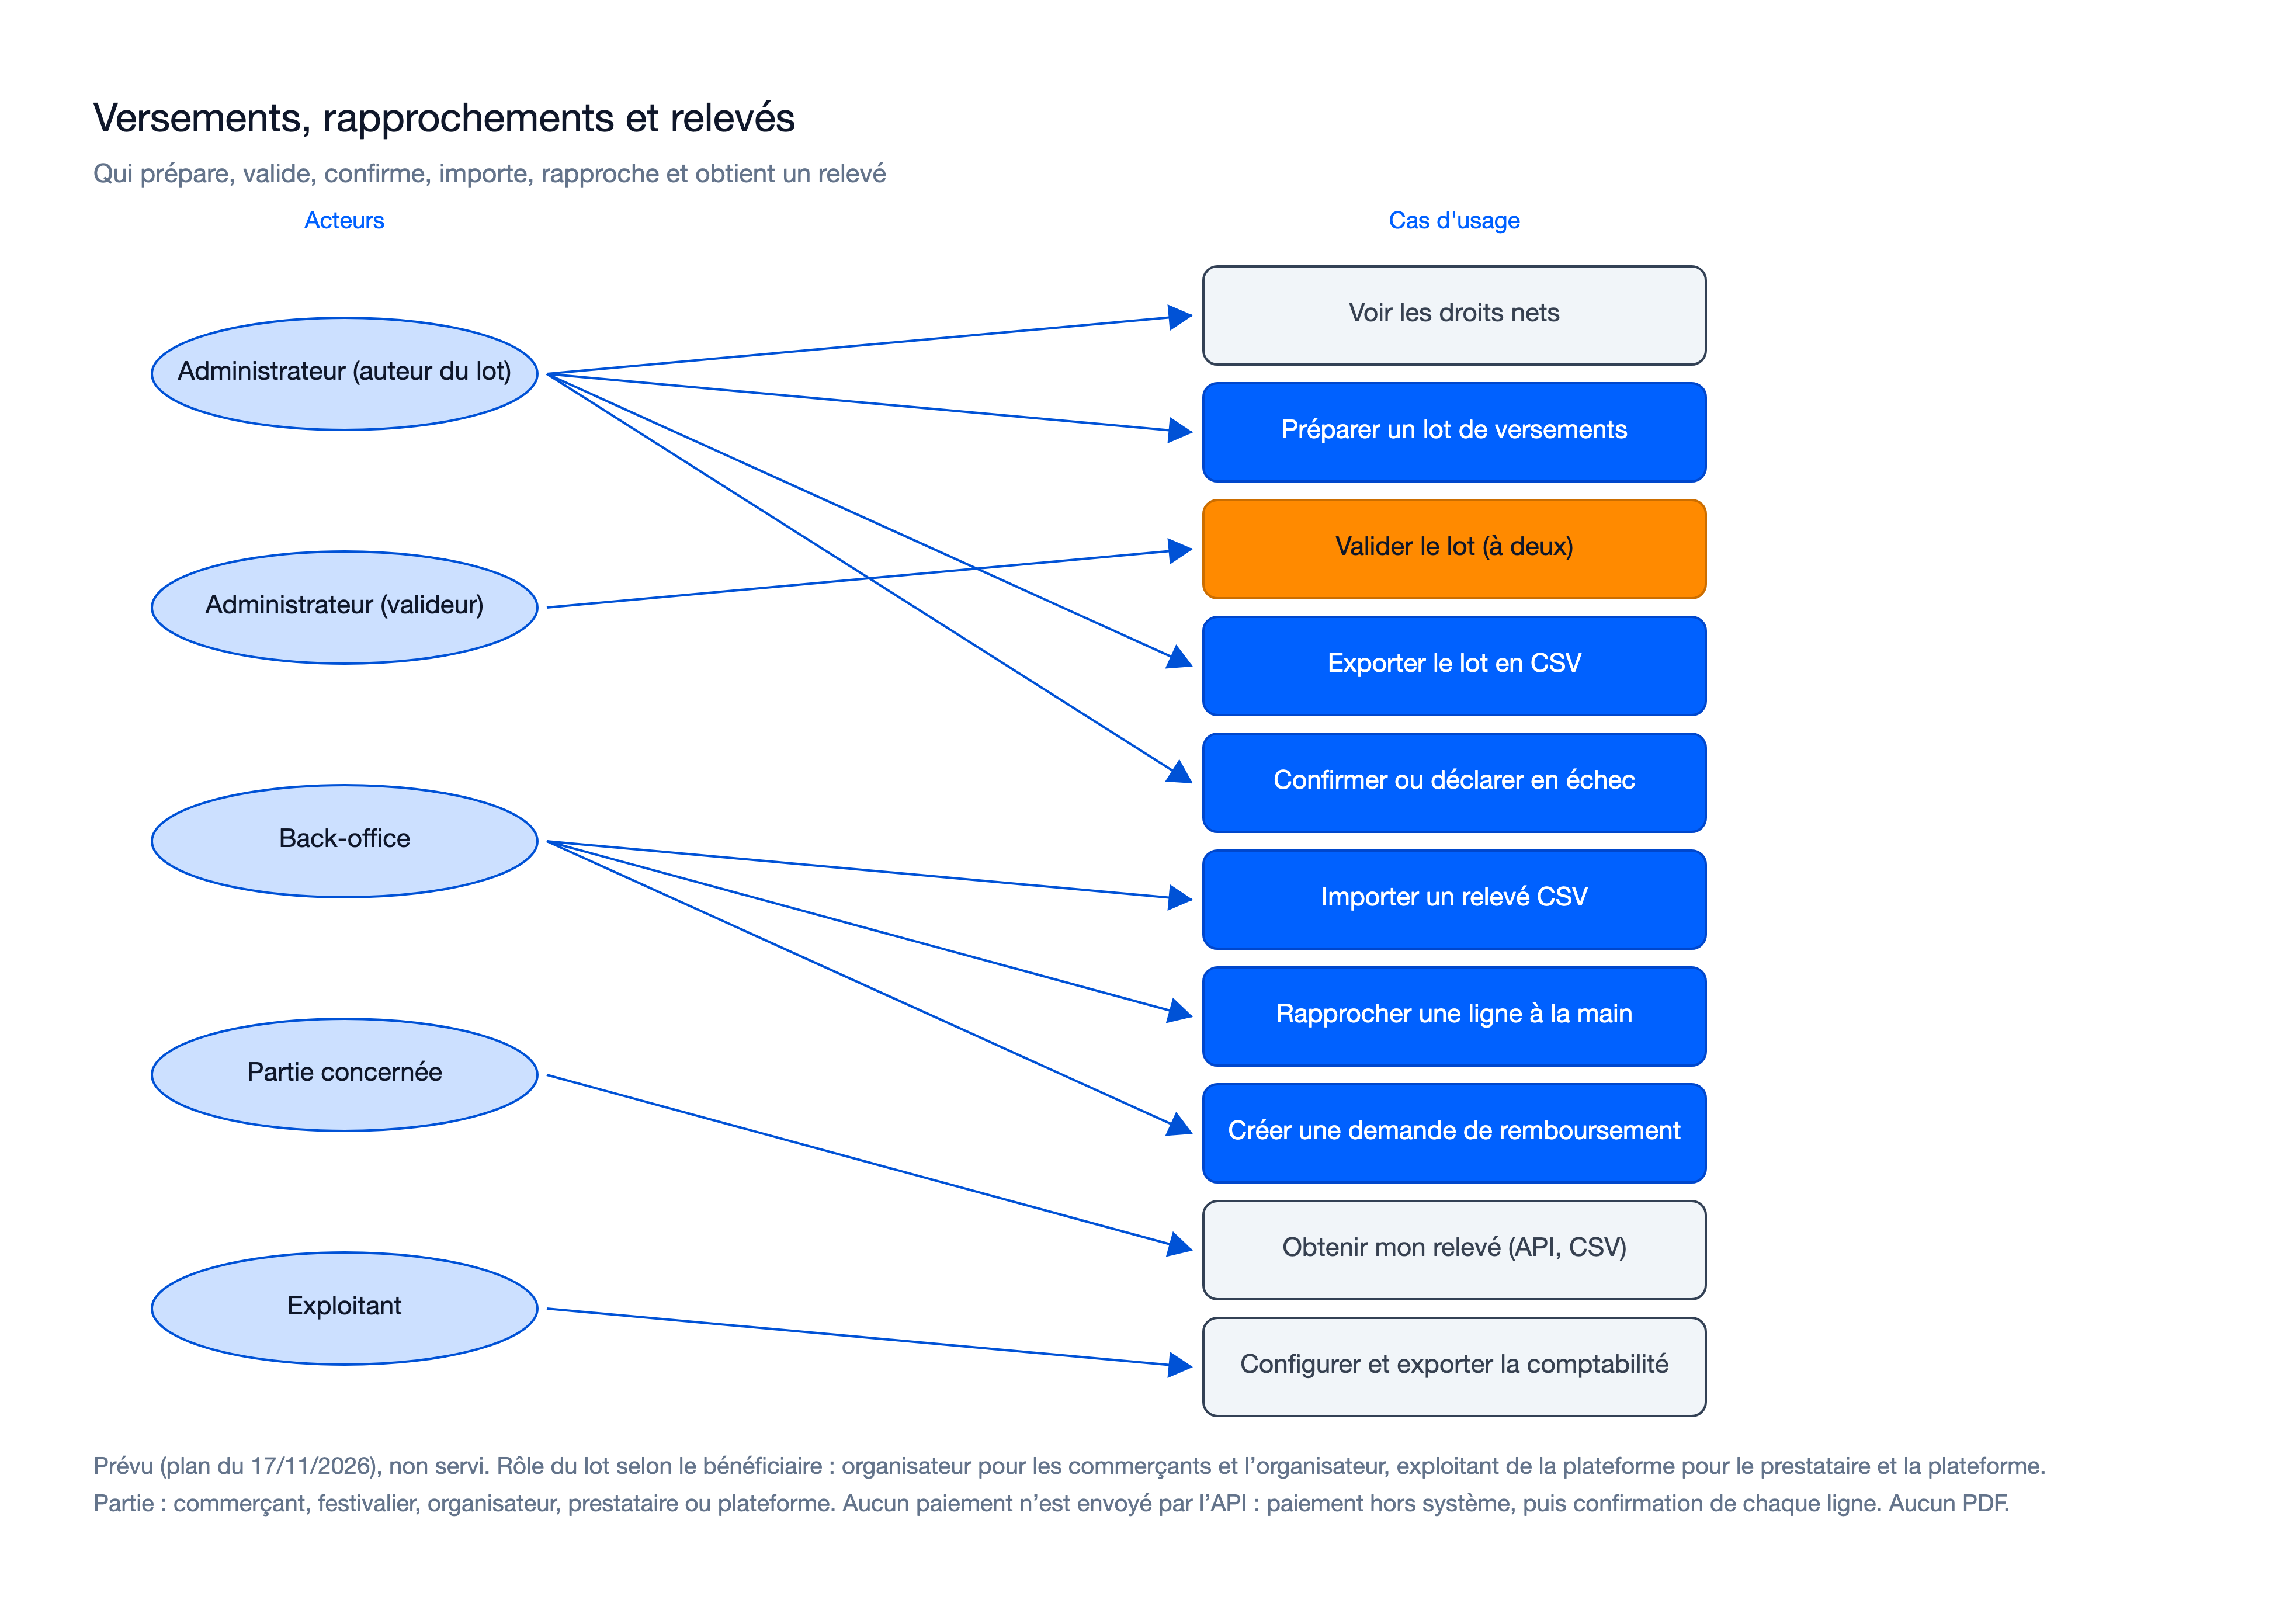 Versements, rapprochements et relevés
Qui prépare, valide, confirme, importe, rapproche et obtient un relevé
Acteurs
Cas d'usage
Voir les droits nets
Administrateur (auteur du lot)
Préparer un lot de versements
Valider le lot (à deux)
Administrateur (valideur)
Exporter le lot en CSV
Confirmer ou déclarer en échec
Back-office
Importer un relevé CSV
Rapprocher une ligne à la main
Partie concernée
Créer une demande de remboursement
Obtenir mon relevé (API, CSV)
Exploitant
Configurer et exporter la comptabilité
Prévu (plan du 17/11/2026), non servi. Rôle du lot selon le bénéficiaire : organisateur pour les commerçants et l’organisateur, exploitant de la plateforme pour le prestataire et la plateforme.
Partie : commerçant, festivalier, organisateur, prestataire ou plateforme. Aucun paiement n’est envoyé par l’API : paiement hors système, puis confirmation de chaque ligne. Aucun PDF.